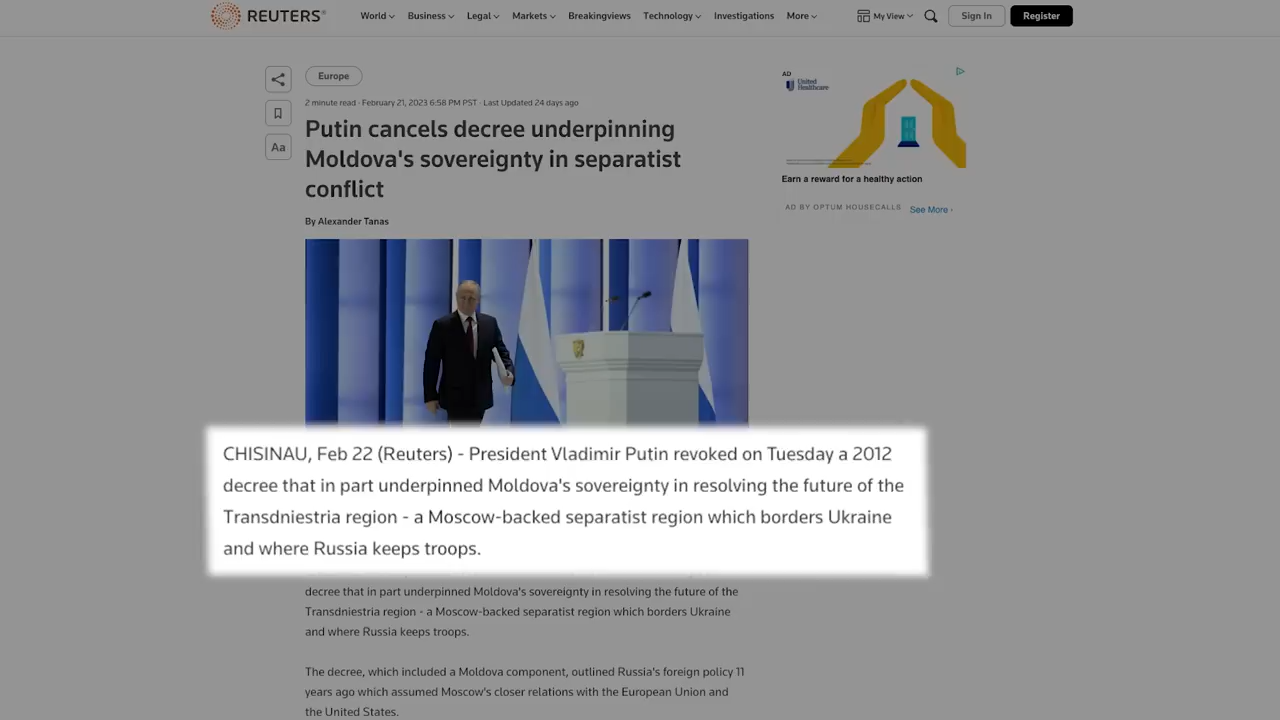 REUTERS®
World
Business
Legal
Markets
Breakingviews
Technology
Investigations
More
My View
Sign In
Register
Europe
2 minute read · February 21, 2023 6:58 PM PST · Last Updated 24 days ago
Aa
Putin cancels decree underpinning
Moldova's sovereignty in separatist
conflict
By Alexander Tanas
AD
United
Healthcare
Earn a reward for a healthy action
AD BY OPTUM HOUSECALLS
See More ›
CHISINAU, Feb 22 (Reuters) - President Vladimir Putin revoked on Tuesday a 2012
decree that in part underpinned Moldova's sovereignty in resolving the future of the
Transdniestria region - a Moscow-backed separatist region which borders Ukraine
and where Russia keeps troops.
decree that in part underpinned Moldova's sovereignty in resolving the future of the
Transdniestria region - a Moscow-backed separatist region which borders Ukraine
and where Russia keeps troops.
The decree, which included a Moldova component, outlined Russia's foreign policy 11
years ago which assumed Moscow's closer relations with the European Union and
the United States.